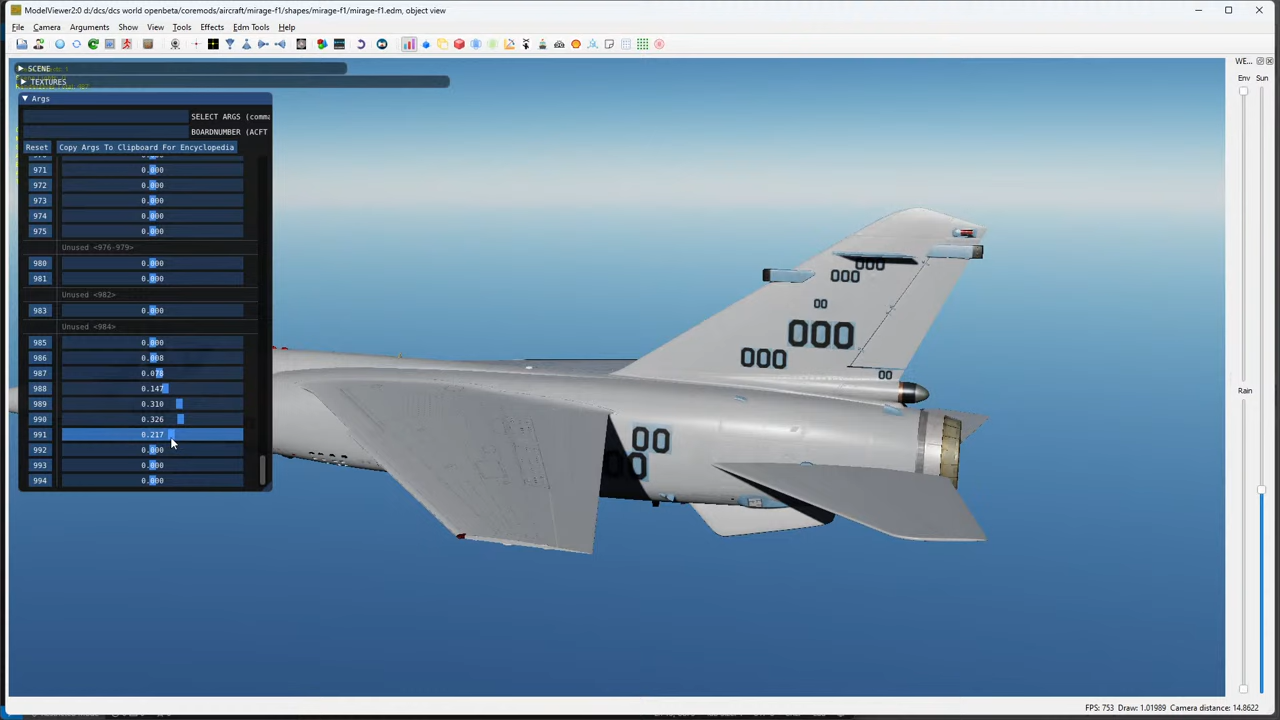 ModelViewer2:0 d:/dcs/dcs world openbeta/coremods/aircraft/mirage-f1/shapes/mirage-f1/mirage-f1.edm, object view
File Camera Arguments Show View Tools Effects Edm Tools Help
WE...
SCENE
TEXTURES
Args
Env Sun
SELECT ARGS (comma
BOARDNUMBER (ACFT
Reset Copy Args To Clipboard For Encyclopedia
971 0.000
972 0.000
973 0.000
974 0.000
975 0.000
Unused <976-979>
980 0.000
981 0.000
Unused <982>
983 0.000
Unused <984>
985 0.000
986 0.008
987 0.078
988 0.147
989 0.310
990 0.326
991 0.217
992 0.000
993 0.000
994 0.000
000
000
00
000
000
00
00
00
Rain
FPS: 753 Draw: 1.01989 Camera distance: 14.8622